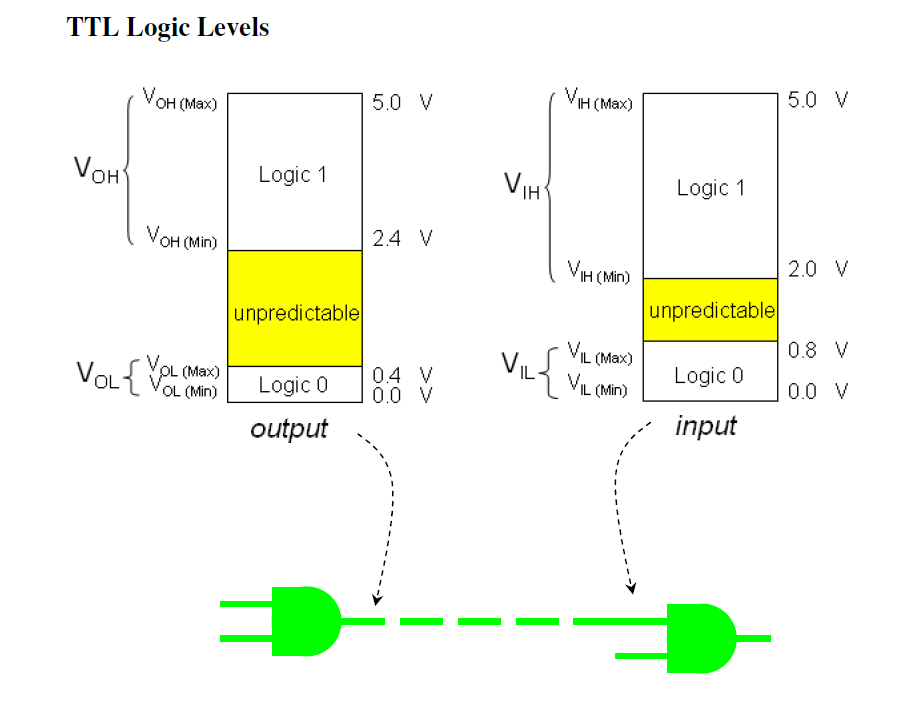 TTL Logic Levels
VOH (Max)
5.0 V
VOH
Logic 1
VOH (Min)
2.4 V
unpredictable
VOL
VOL (Max)
VOL (Min)
Logic 0
0.4 V
0.0 V
output
VIH (Max)
5.0 V
VIH
Logic 1
VIH (Min)
2.0 V
unpredictable
VIL
VIL (Max)
0.8 V
Logic 0
VIL (Min)
0.0 V
input